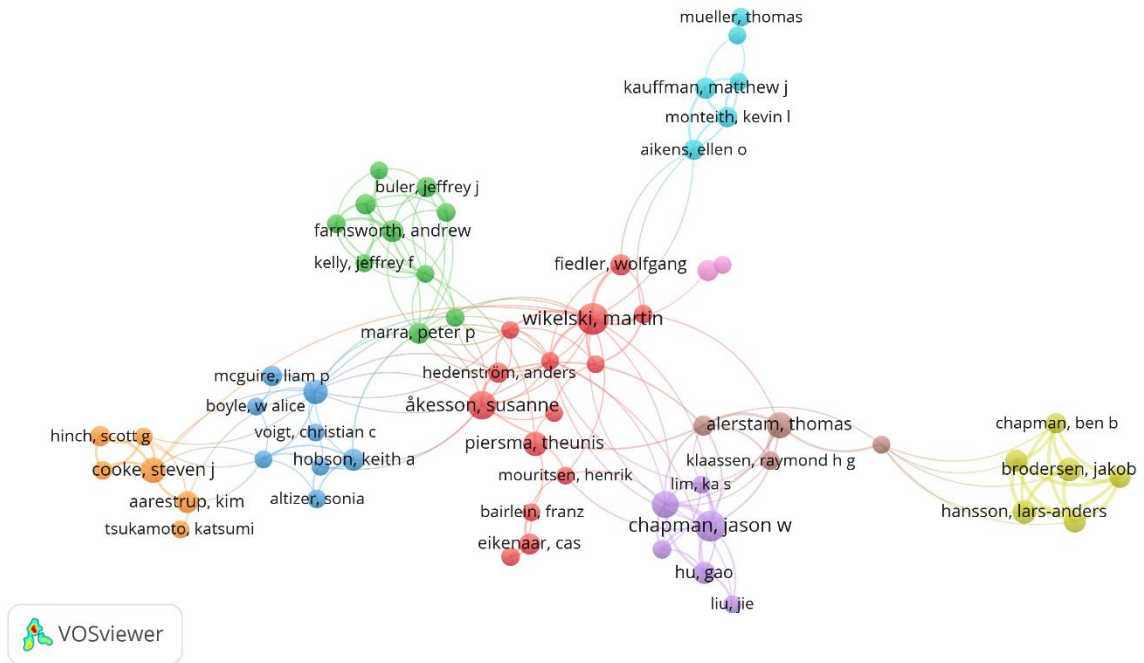 mueller, thomas
kauffman, matthew j
monteith, kevin l
aikens, ellen o
buler, jeffrey j
farnsworth, andrew
kelly, jeffrey f
fiedler, wolfgang
wikelski, martin
marra, peter p
hedenström, anders
mcguire, liam p
åkesson, susanne
boyle, w alice
alerstam, thomas
chapman, ben b
hinch, scott g
voigt, christian c
piersma, theunis
hobson, keith a
klaassen, raymond h g
cooke, steven j
brodersen, jakob
mouritsen, henrik
lim, ka s
aarestrup, kim
altizer, sonia
hansson, lars-anders
bairlein, franz
tsukamoto, katsumi
chapman, jason w
eikenaar, cas
hu, gao
liu, jie
VOSviewer